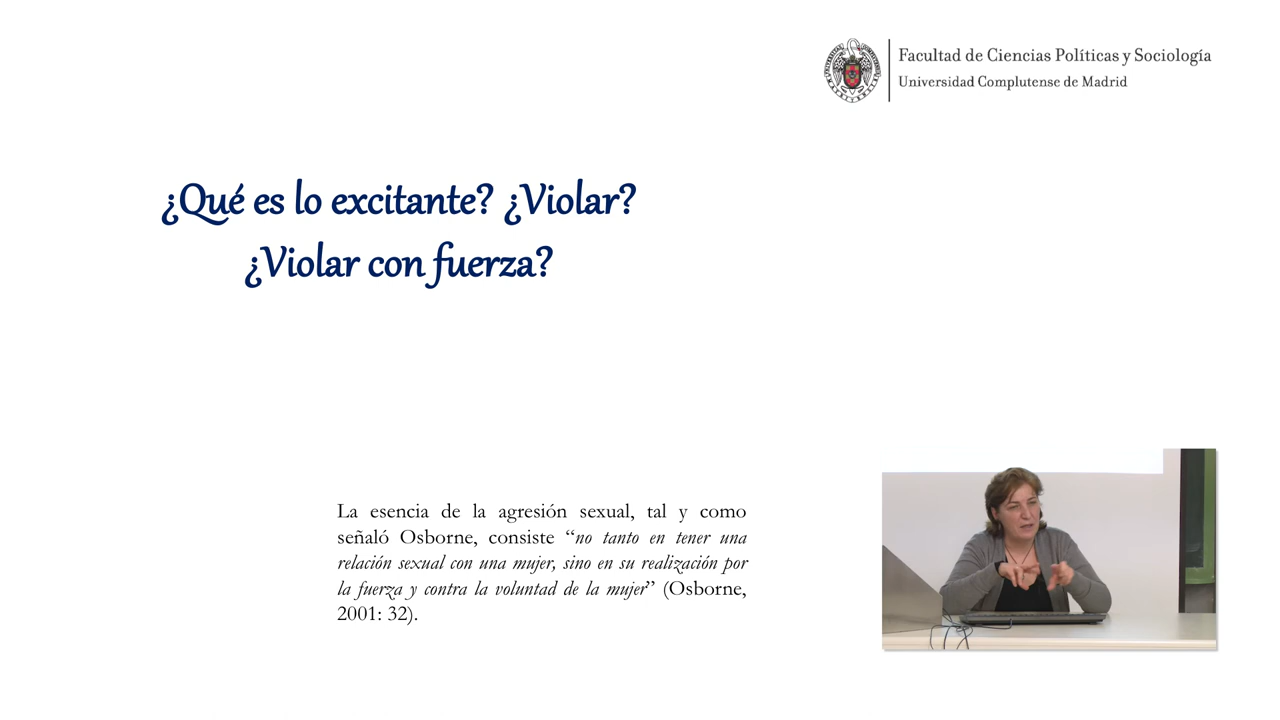 Facultad de Ciencias Políticas y Sociología
Universidad Complutense de Madrid
¿Qué es lo excitante? ¿Violar?
¿Violar con fuerza?
La esencia de la agresión sexual, tal y como
señaló Osborne, consiste “no tanto en tener una
relación sexual con una mujer, sino en su realización por
la fuerza y contra la voluntad de la mujer” (Osborne,
2001: 32).